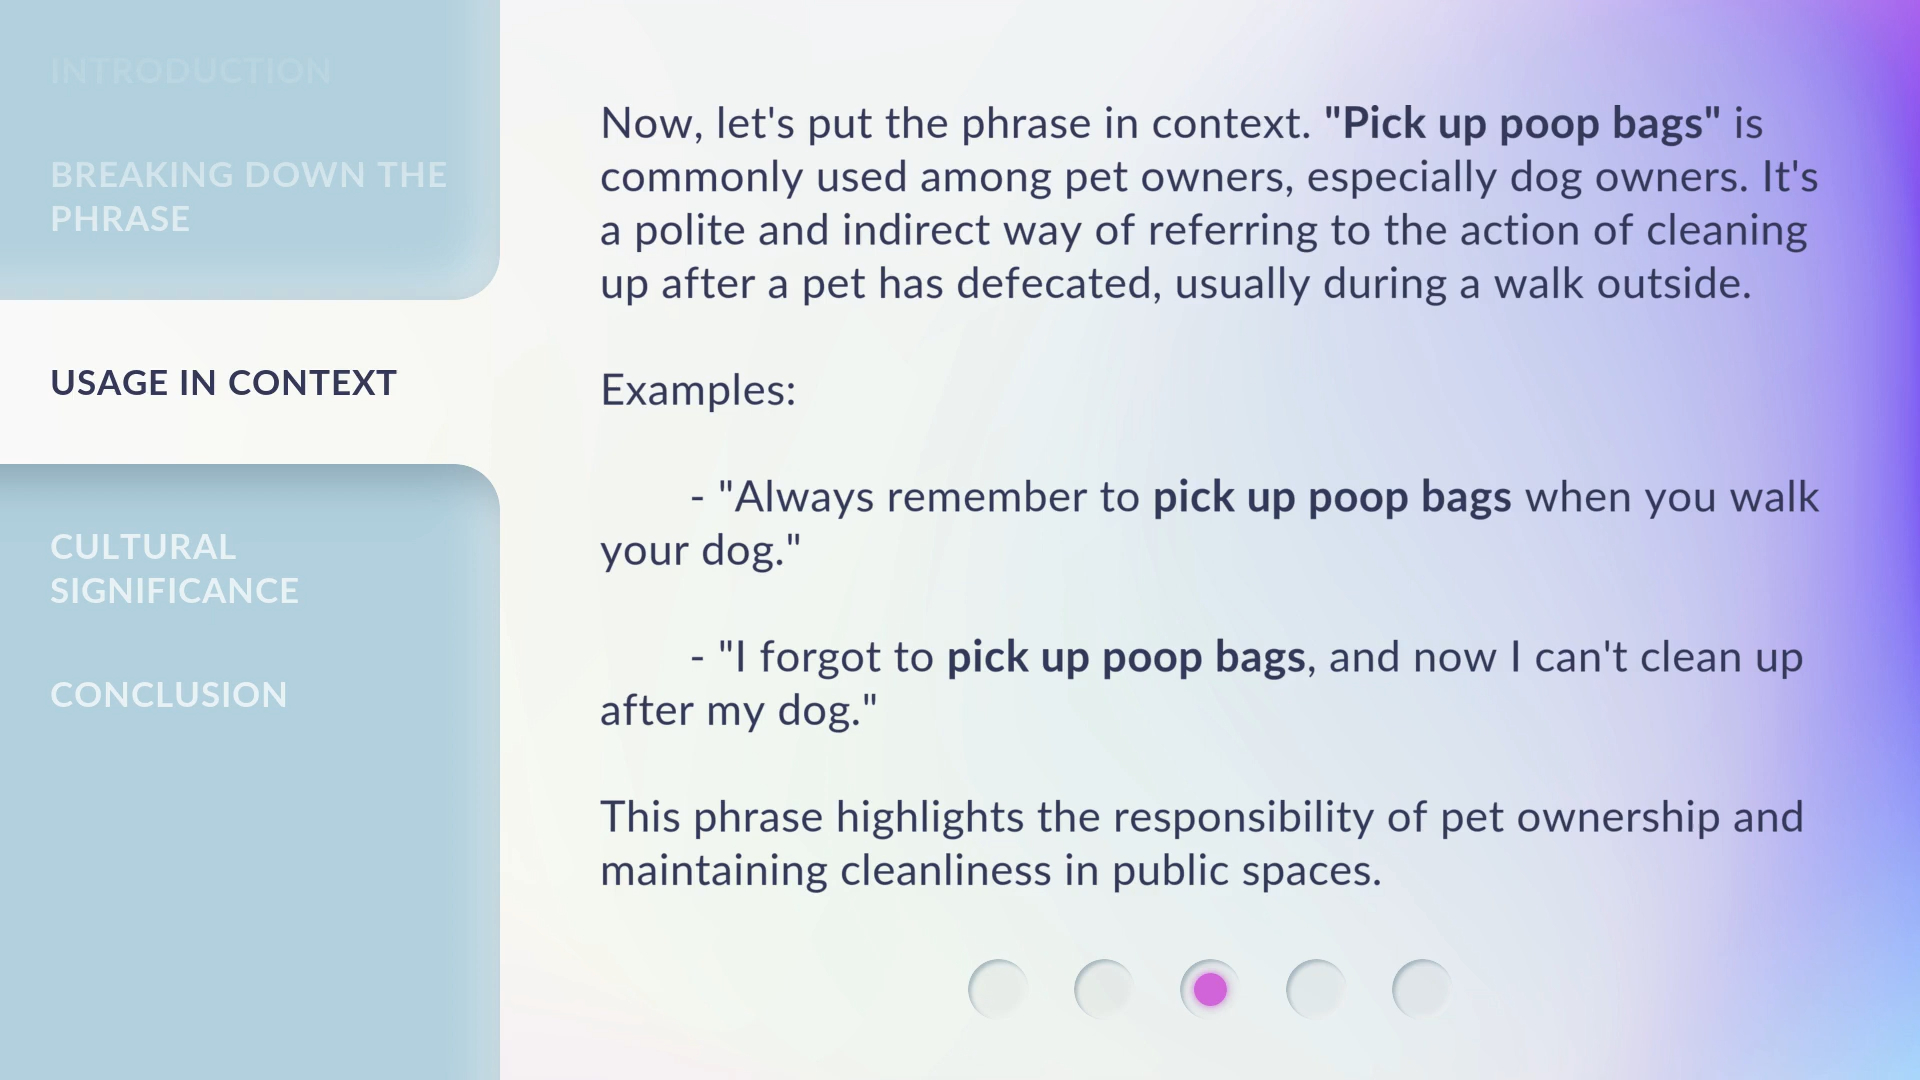 INTRODUCTION
BREAKING DOWN THE
PHRASE
USAGE IN CONTEXT
CULTURAL
SIGNIFICANCE
CONCLUSION
Now, let's put the phrase in context. "Pick up poop bags" is
commonly used among pet owners, especially dog owners. It's
a polite and indirect way of referring to the action of cleaning
up after a pet has defecated, usually during a walk outside.
Examples:
- "Always remember to pick up poop bags when you walk
your dog."
- "I forgot to pick up poop bags, and now I can't clean up
after my dog."
This phrase highlights the responsibility of pet ownership and
maintaining cleanliness in public spaces.